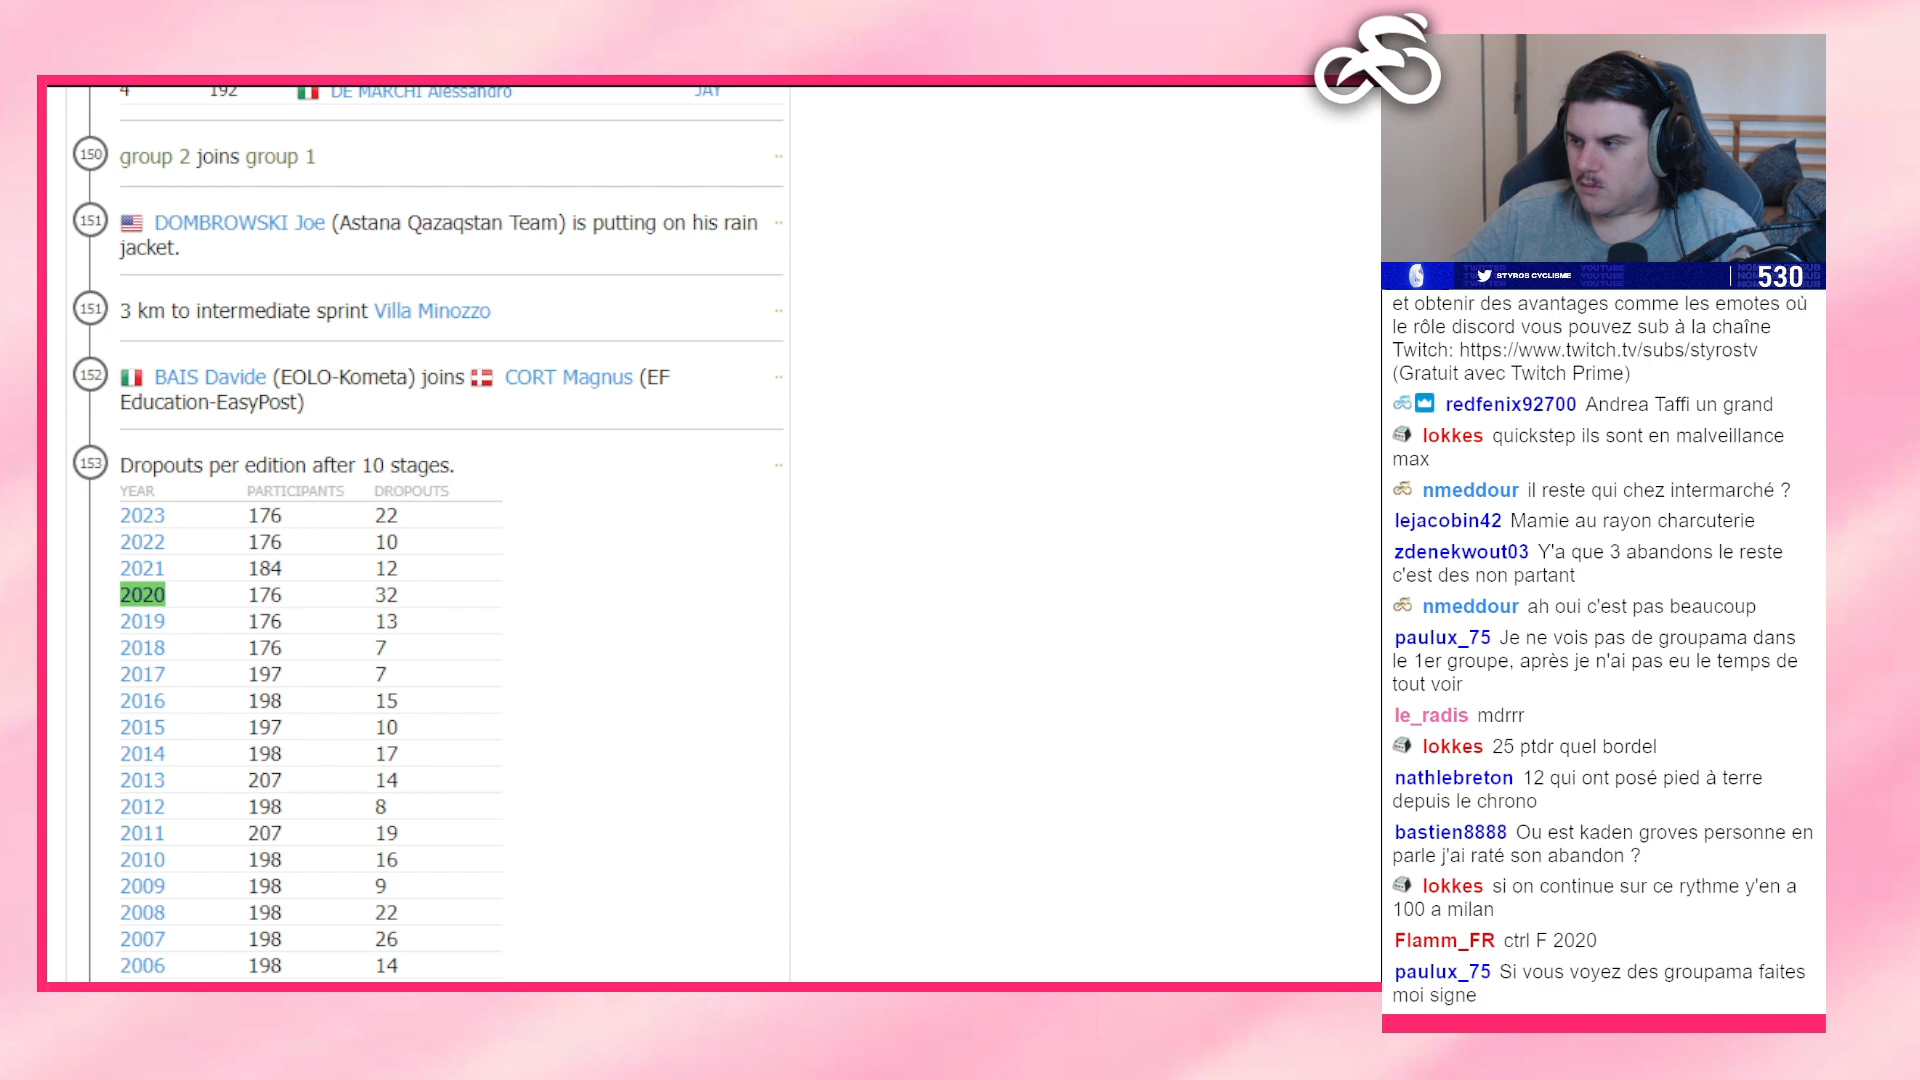 4 192 DE MARCHI Alessandro JAY
150 group 2 joins group 1
151 DOMBROWSKI Joe (Astana Qazaqstan Team) is putting on his rain
jacket.
151 3 km to intermediate sprint Villa Minozzo
152 BAIS Davide (EOLO-Kometa) joins CORT Magnus (EF
Education-EasyPost)
153 Dropouts per edition after 10 stages.
YEAR PARTICIPANTS DROPOUTS
2023 176 22
2022 176 10
2021 184 12
2020 176 32
2019 176 13
2018 176 7
2017 197 7
2016 198 15
2015 197 10
2014 198 17
2013 207 14
2012 198 8
2011 207 19
2010 198 16
2009 198 9
2008 198 22
2007 198 26
2006 198 14
STYROS CYCLISME
530
et obtenir des avantages comme les emotes où
le rôle discord vous pouvez sub à la chaîne
Twitch: https://www.twitch.tv/subs/styrostv
(Gratuit avec Twitch Prime)
redfenix92700 Andrea Taffi un grand
lokkes quickstep ils sont en malveillance
max
nmeddour il reste qui chez intermarché ?
lejacobin42 Mamie au rayon charcuterie
zdenekwout03 Y'a que 3 abandons le reste
c'est des non partant
nmeddour ah oui c'est pas beaucoup
paulux_75 Je ne vois pas de groupama dans
le 1er groupe, après je n'ai pas eu le temps de
tout voir
le_radis mdrrr
lokkes 25 ptdr quel bordel
nathlebreton 12 qui ont posé pied à terre
depuis le chrono
bastien8888 Ou est kaden groves personne en
parle j'ai raté son abandon ?
lokkes si on continue sur ce rythme y'en a
100 a milan
Flamm_FR ctrl F 2020
paulux_75 Si vous voyez des groupama faites
moi signe